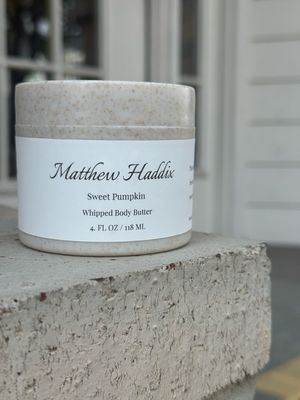 Matthew Haddix
Sweet Pumpkin
Whipped Body Butter
4. FL OZ / 118 ML